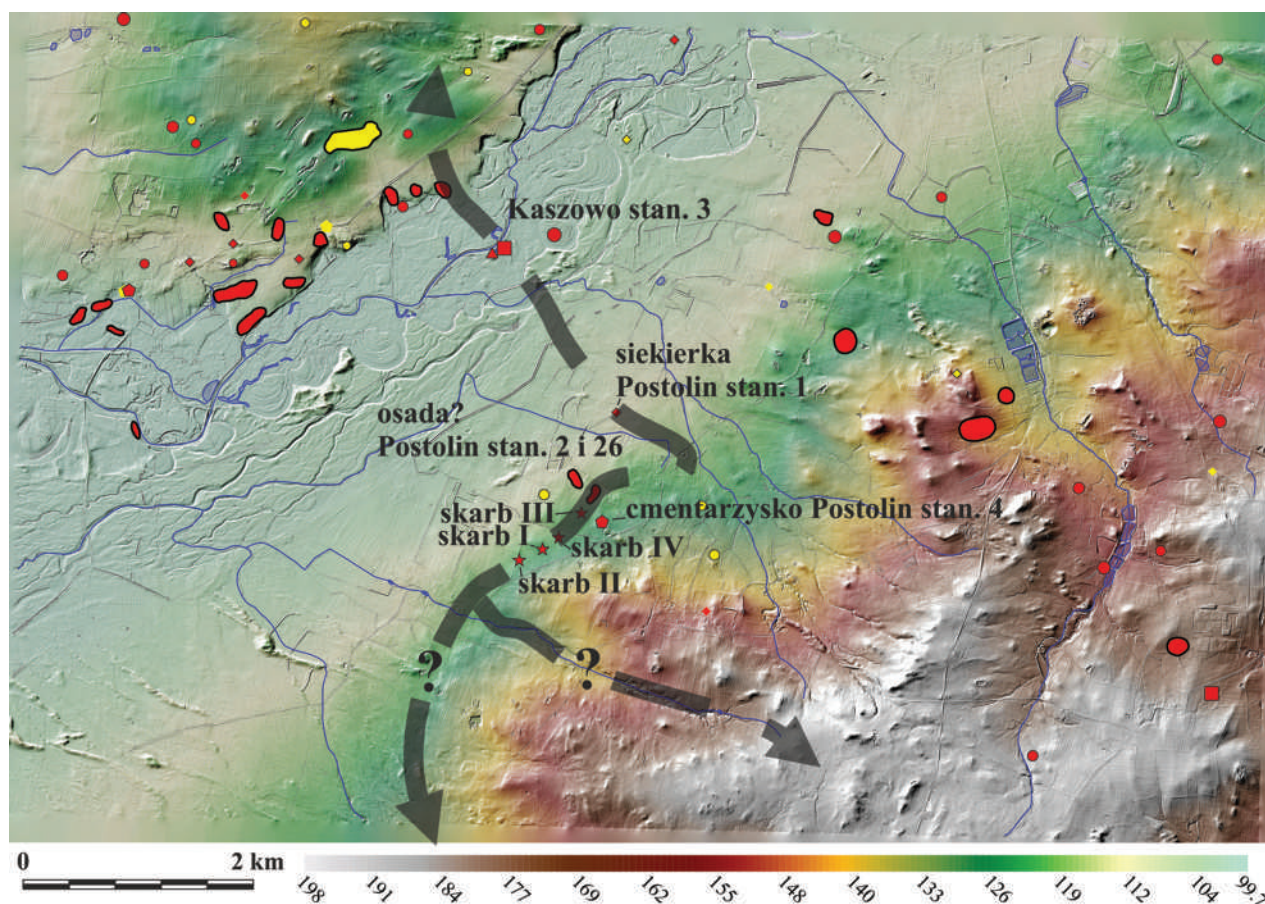 Kaszowo stan. 3
siekierka
Postolin stan. 1
osada?
Postolin stan. 2 i 26
skarb III
cmentarzysko Postolin stan. 4
skarb I
skarb IV
skarb II
?
?
0
2 km
198
191
184
177
169
162
155
148
140
133
126
119
112
104
99.7